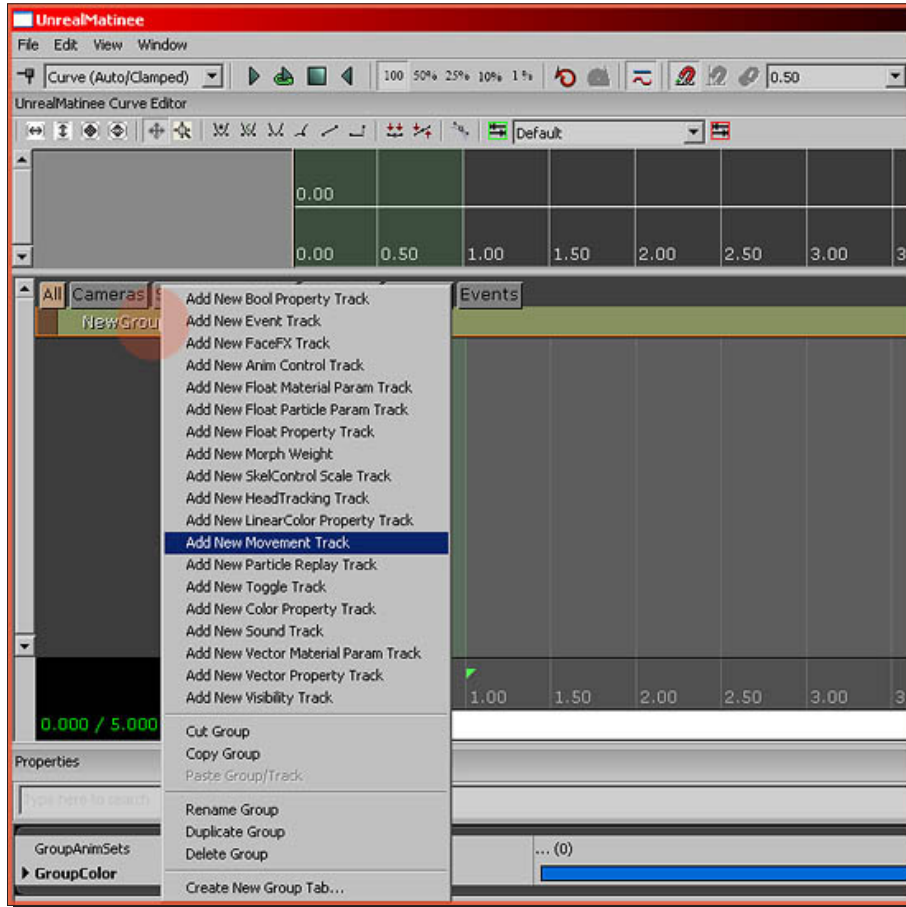 UnrealMatinee
File Edit View Window
Curve (Auto/Clamped) 100 50% 25% 10% 1% 0.50
UnrealMatinee Curve Editor
Default
0.00
0.00 0.50 1.00 1.50 2.00 2.50 3.00 3
All Cameras Events
NewGrou
Add New Bool Property Track
Add New Event Track
Add New FaceFX Track
Add New Anim Control Track
Add New Float Material Param Track
Add New Float Particle Param Track
Add New Float Property Track
Add New Morph Weight
Add New SkelControl Scale Track
Add New HeadTracking Track
Add New LinearColor Property Track
Add New Movement Track
Add New Particle Replay Track
Add New Toggle Track
Add New Color Property Track
Add New Sound Track
Add New Vector Material Param Track
Add New Vector Property Track
Add New Visibility Track
1.00 1.50 2.00 2.50 3.00 3
0.000 / 5.000
Cut Group
Copy Group
Paste Group/Track
Rename Group
Duplicate Group
Delete Group
Create New Group Tab...
Properties
Type here to search
GroupAnimSets ... (0)
GroupColor